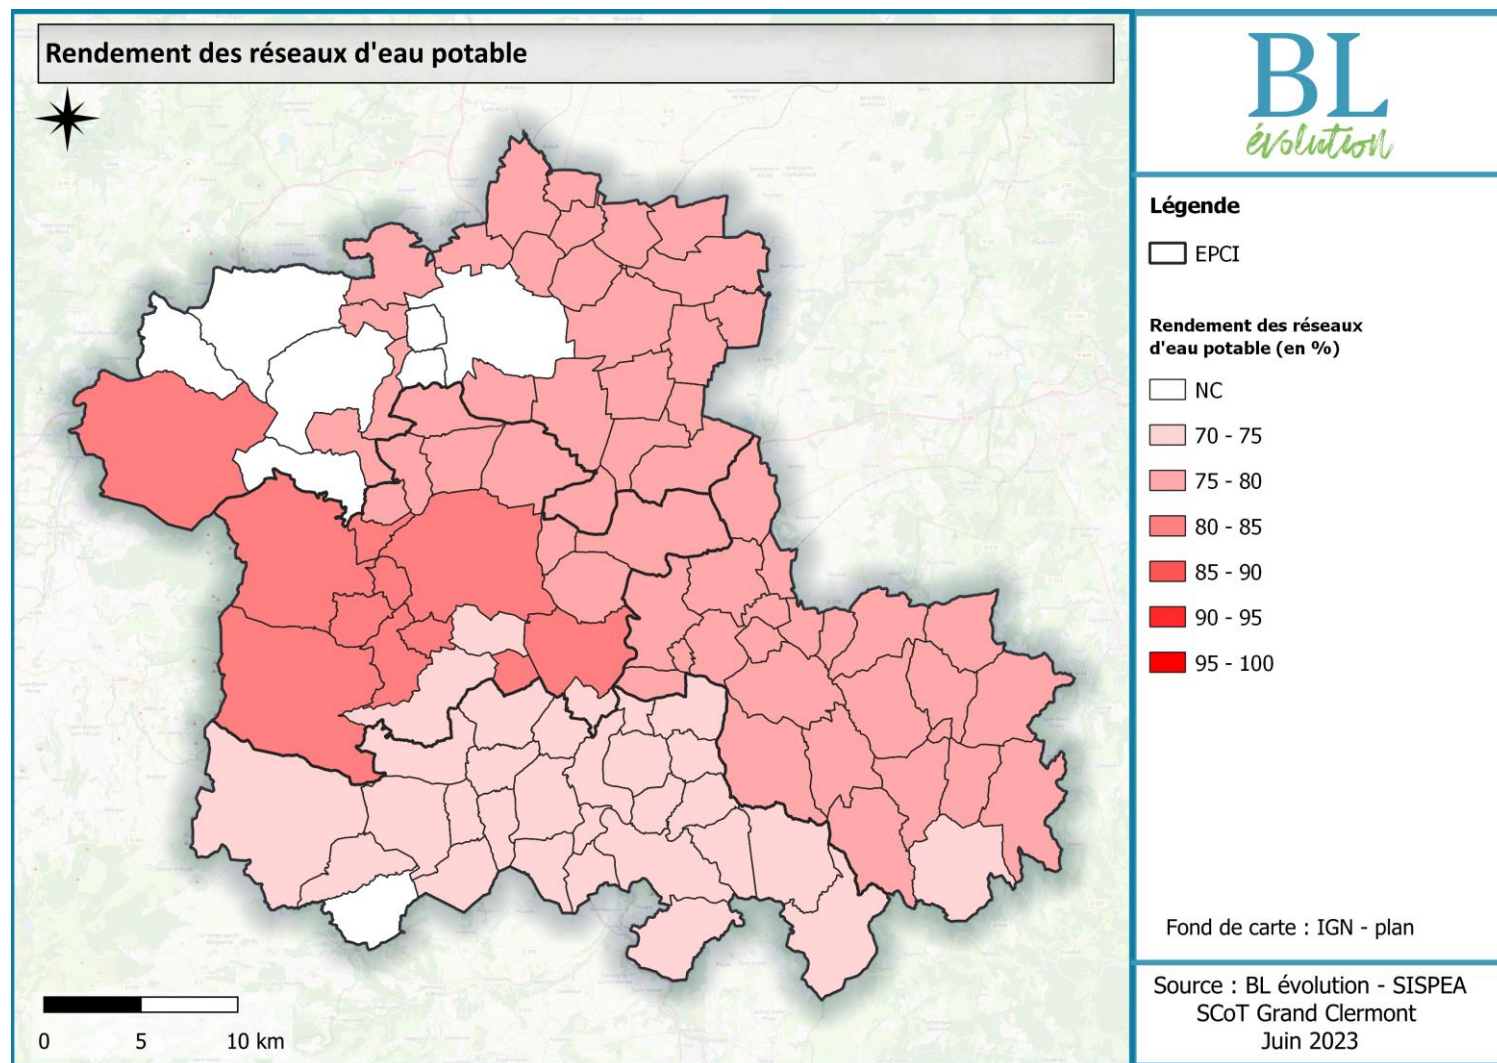 Rendement des réseaux d'eau potable
BL
évolution
Légende
EPCI
Rendement des réseaux
d'eau potable (en %)
NC
70 - 75
75 - 80
80 - 85
85 - 90
90 - 95
95 - 100
Fond de carte : IGN - plan
Source : BL évolution - SISPEA
SCoT Grand Clermont
Juin 2023
0 5 10 km